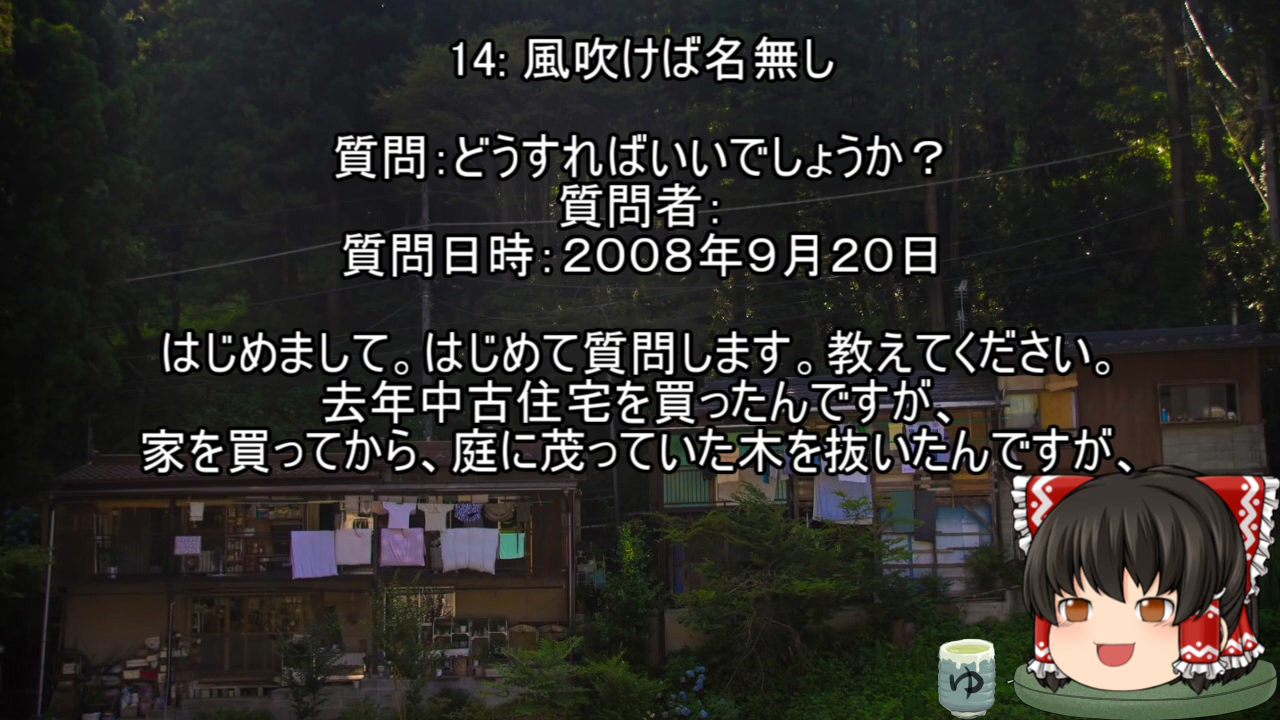 14: 風吹けば名無し
質問：どうすればいいでしょうか？
質問者：
質問日時：２００８年９月２０日
はじめまして。はじめて質問します。教えてください。
去年中古住宅を買ったんですが、
家を買ってから、庭に茂っていた木を抜いたんですが、
ゆ